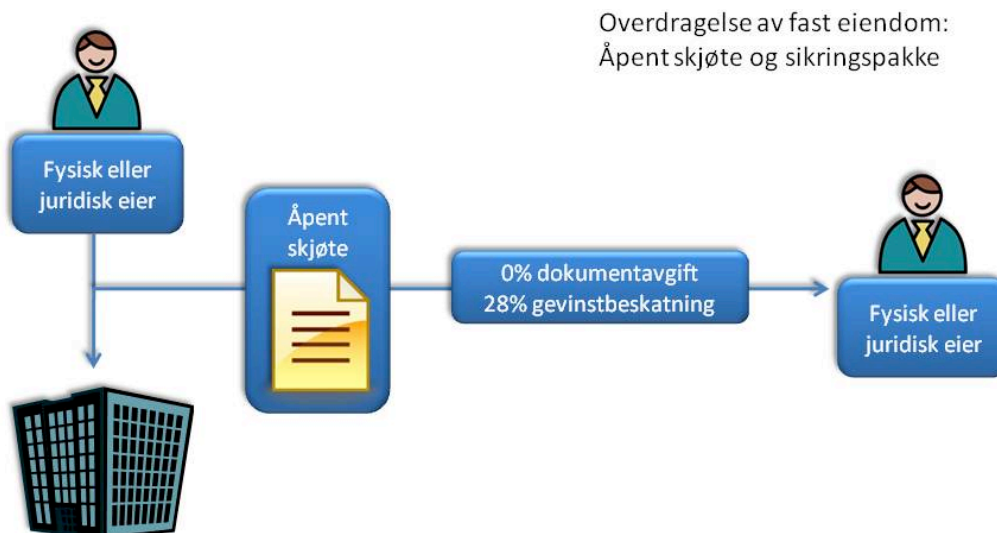 Overdragelse av fast eiendom:
Åpent skjøte og sikringspakke
Fysisk eller
juridisk eier
Åpent
skjøte
0% dokumentavgift
28% gevinstbeskatning
Fysisk eller
juridisk eier